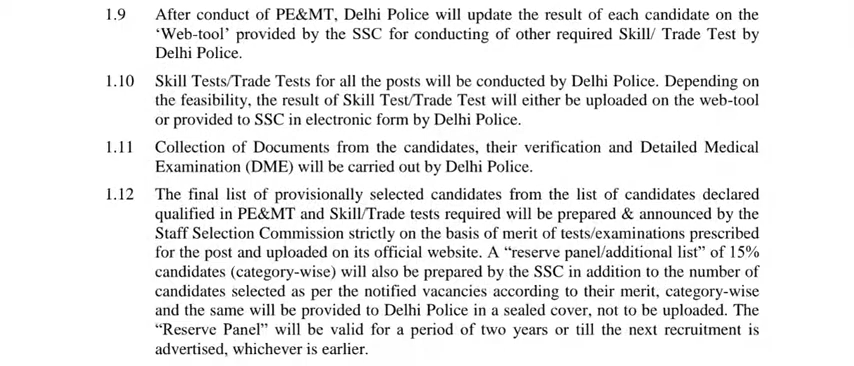 1.9 After conduct of PE&MT, Delhi Police will update the result of each candidate on the
‘Web-tool’ provided by the SSC for conducting of other required Skill/ Trade Test by
Delhi Police.
1.10 Skill Tests/Trade Tests for all the posts will be conducted by Delhi Police. Depending on
the feasibility, the result of Skill Test/Trade Test will either be uploaded on the web-tool
or provided to SSC in electronic form by Delhi Police.
1.11 Collection of Documents from the candidates, their verification and Detailed Medical
Examination (DME) will be carried out by Delhi Police.
1.12 The final list of provisionally selected candidates from the list of candidates declared
qualified in PE&MT and Skill/Trade tests required will be prepared & announced by the
Staff Selection Commission strictly on the basis of merit of tests/examinations prescribed
for the post and uploaded on its official website. A “reserve panel/additional list” of 15%
candidates (category-wise) will also be prepared by the SSC in addition to the number of
candidates selected as per the notified vacancies according to their merit, category-wise
and the same will be provided to Delhi Police in a sealed cover, not to be uploaded. The
“Reserve Panel” will be valid for a period of two years or till the next recruitment is
advertised, whichever is earlier.